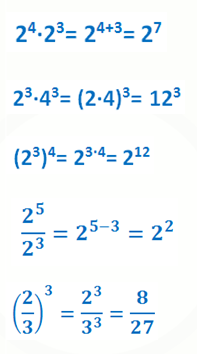 2⁴·2³= 2⁴⁺³= 2⁷
2³·4³= (2·4)³= 12³
(2³)⁴= 2³·⁴= 2¹²
2⁵/2³ = 2⁵⁻³ = 2²
(2/3)³ = 2³/3³ = 8/27